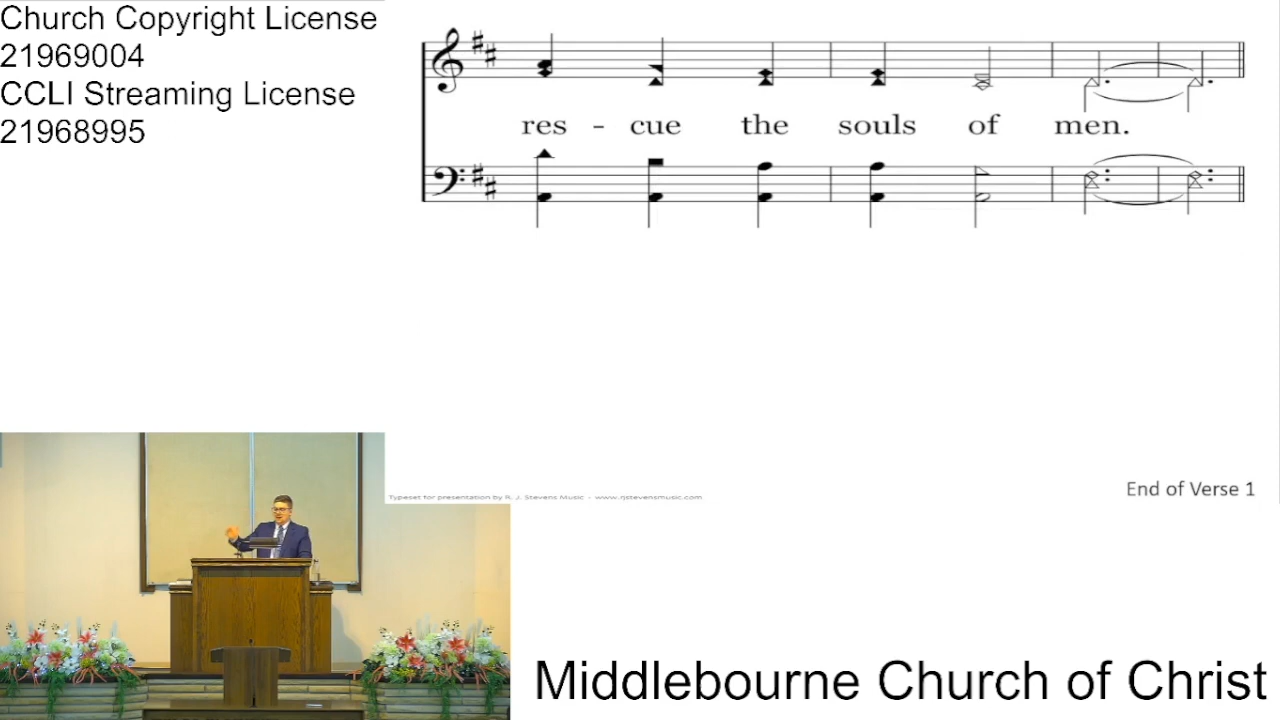 Church Copyright License
21969004
CCLI Streaming License
21968995
res - cue the souls of men.
Typeset for presentation by R. J. Stevens Music - www.rjstevensmusic.com
End of Verse 1
Middlebourne Church of Christ